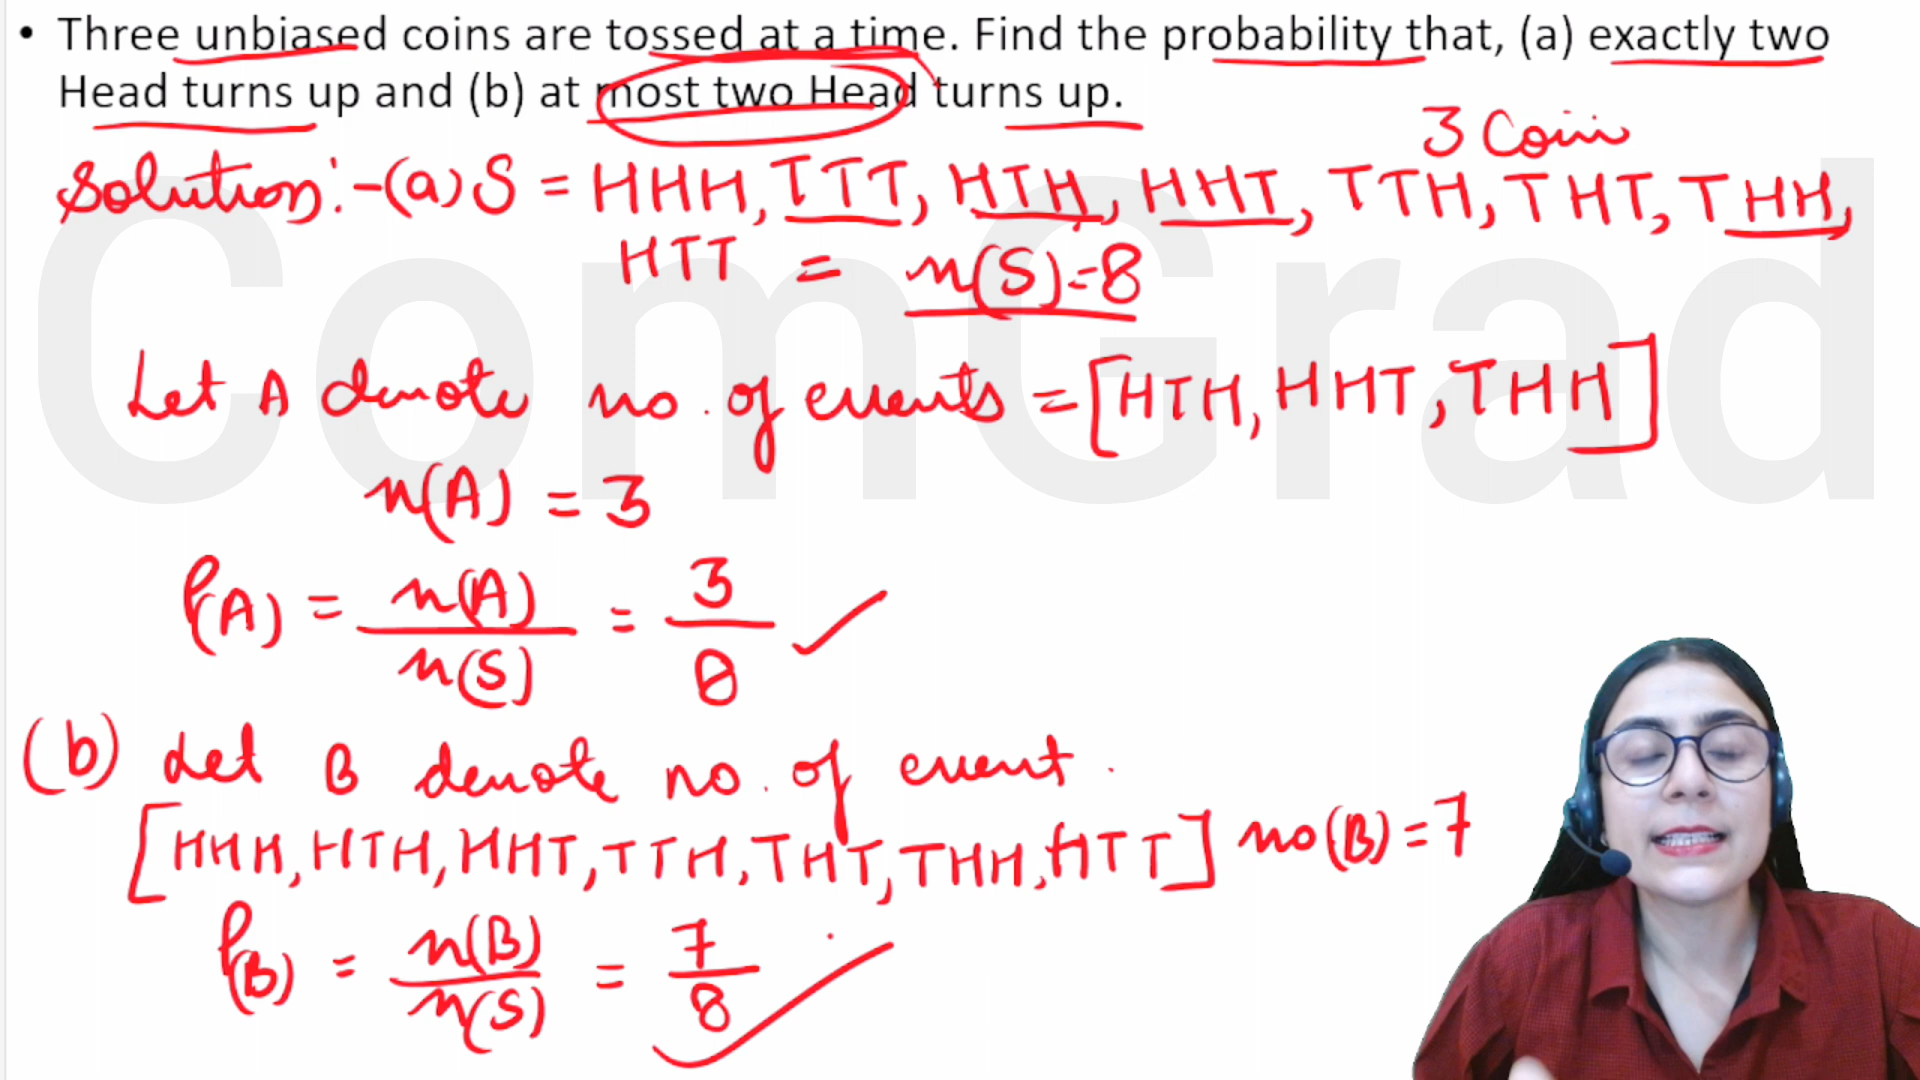 • Three unbiased coins are tossed at a time. Find the probability that, (a) exactly two
Head turns up and (b) at most two Head turns up.
3 Coin
Solution:-(a) S = HHH, TTT, HTH, HHT, TTH, THT, THH,
HTT = n(S)=8
Let A denote no. of events = [HTH, HHT, THH]
n(A) = 3
P(A) = n(A)/n(S) = 3/8
(b) Let B denote no. of event.
[HHH, HTH, HHT, TTH, THT, THH, HTT] no(B) = 7
P(B) = n(B)/n(S) = 7/8
ComGrad